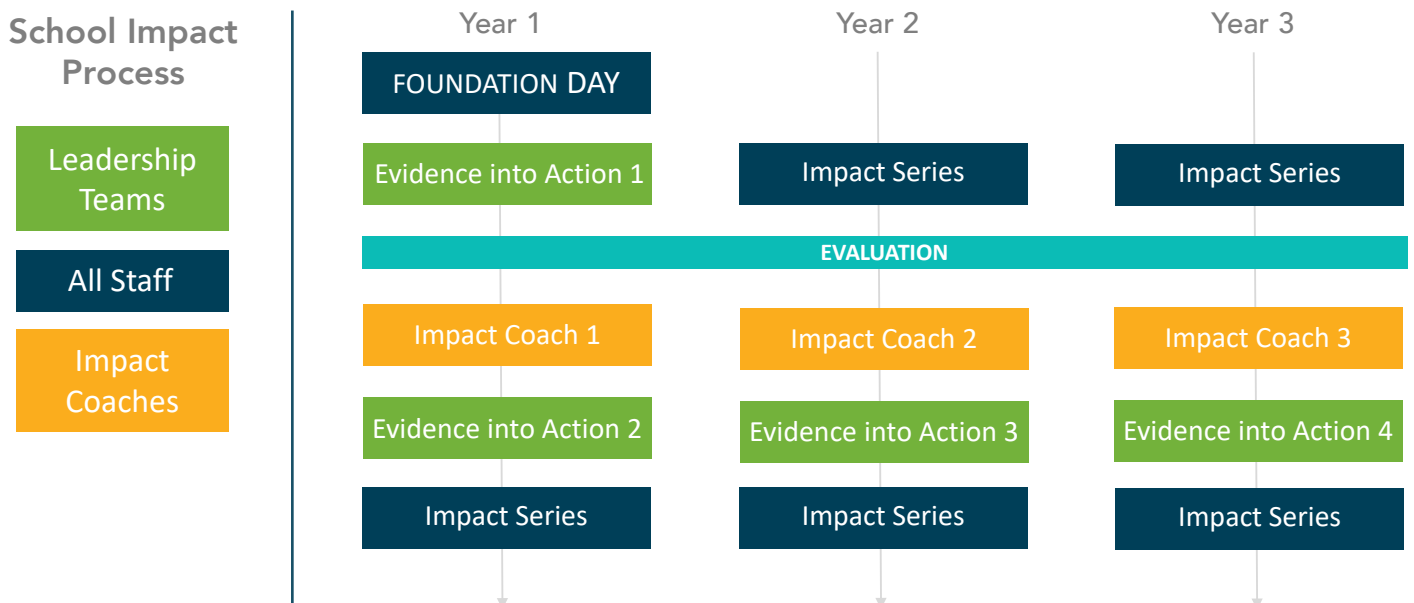 School Impact
Process
Leadership
Teams
All Staff
Impact
Coaches
Year 1
Year 2
Year 3
FOUNDATION DAY
Evidence into Action 1
Impact Series
Impact Series
EVALUATION
Impact Coach 1
Impact Coach 2
Impact Coach 3
Evidence into Action 2
Evidence into Action 3
Evidence into Action 4
Impact Series
Impact Series
Impact Series